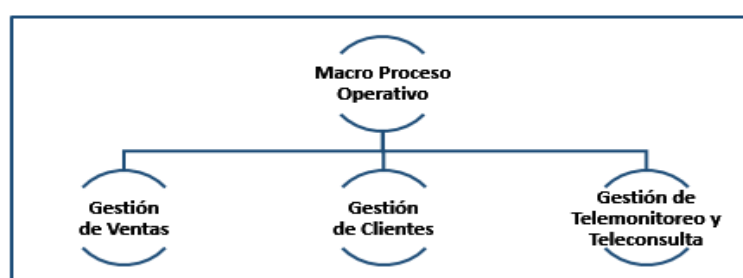 Macro Proceso
Operativo
Gestión
de Ventas
Gestión
de Clientes
Gestión de
Telemonitoreo y
Teleconsulta